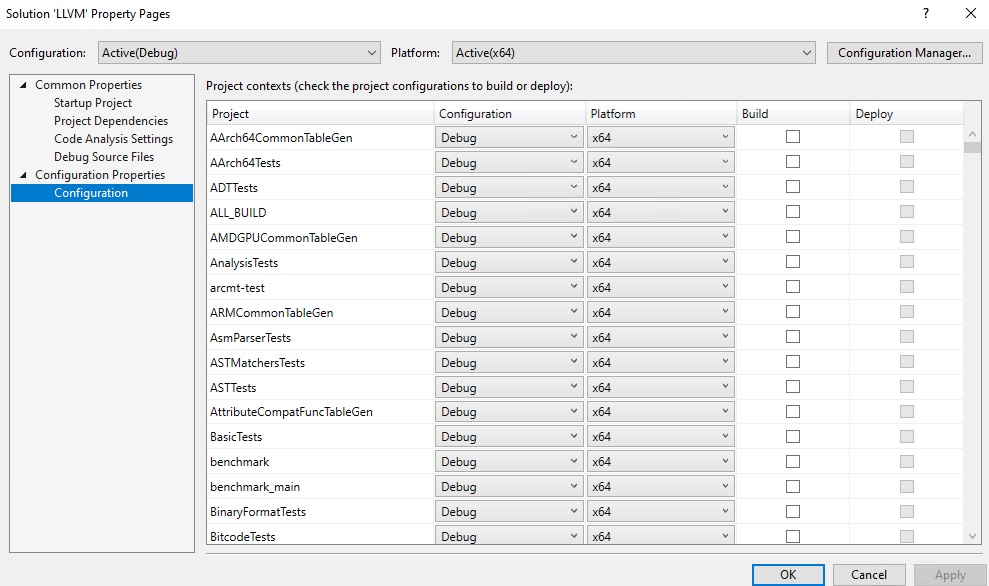 Solution 'LLVM' Property Pages ?
Configuration: Active(Debug) Platform: Active(x64) Configuration Manager...
Common Properties
Startup Project
Project Dependencies
Code Analysis Settings
Debug Source Files
Configuration Properties
Configuration
Project contexts (check the project configurations to build or deploy):
Project Configuration Platform Build Deploy
AArch64CommonTableGen Debug x64
AArch64Tests Debug x64
ADTTests Debug x64
ALL_BUILD Debug x64
AMDGPUCommonTableGen Debug x64
AnalysisTests Debug x64
arcmt-test Debug x64
ARMCommonTableGen Debug x64
AsmParserTests Debug x64
ASTMatchersTests Debug x64
ASTTests Debug x64
AttributeCompatFuncTableGen Debug x64
BasicTests Debug x64
benchmark Debug x64
benchmark_main Debug x64
BinaryFormatTests Debug x64
BitcodeTests Debug x64
OK Cancel Apply